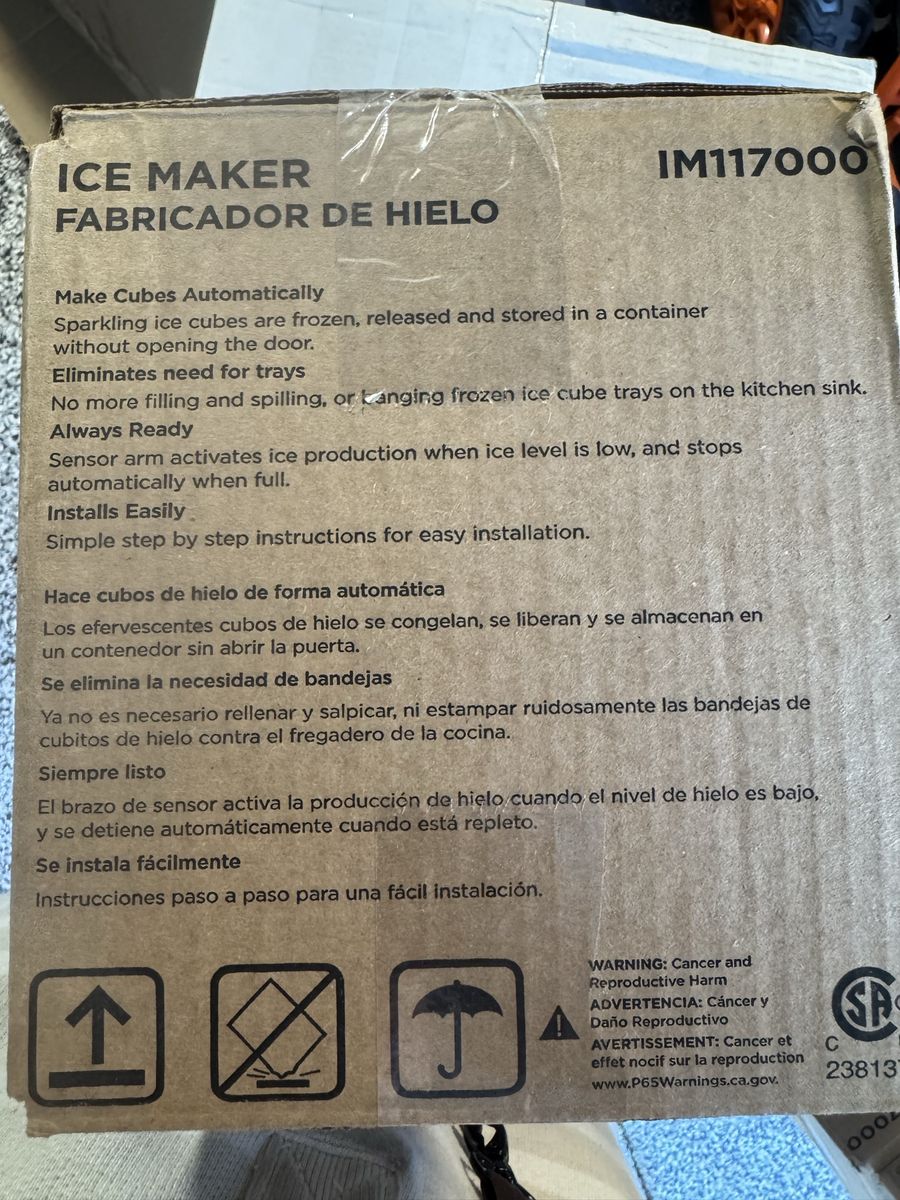 ICE MAKER
IM117000
FABRICADOR DE HIELO
Make Cubes Automatically
Sparkling ice cubes are frozen, released and stored in a container
without opening the door.
Eliminates need for trays
No more filling and spilling, or banging frozen ice cube trays on the kitchen sink.
Always Ready
Sensor arm activates ice production when ice level is low, and stops
automatically when full.
Installs Easily
Simple step by step instructions for easy installation.
Hace cubos de hielo de forma automática
Los efervescentes cubos de hielo se congelan, se liberan y se almacenan en
un contenedor sin abrir la puerta.
Se elimina la necesidad de bandejas
Ya no es necesario rellenar y salpicar, ni estampar ruidosamente las bandejas de
cubitos de hielo contra el fregadero de la cocina.
Siempre listo
El brazo de sensor activa la producción de hielo cuando el nivel de hielo es bajo,
y se detiene automáticamente cuando está repleto.
Se instala fácilmente
Instrucciones paso a paso para una fácil instalación.
WARNING: Cancer and
Reproductive Harm
ADVERTENCIA: Cáncer y
Daño Reproductivo
AVERTISSEMENT: Cancer et
effet nocif sur la reproduction
www.P65Warnings.ca.gov.
SA
C
23813